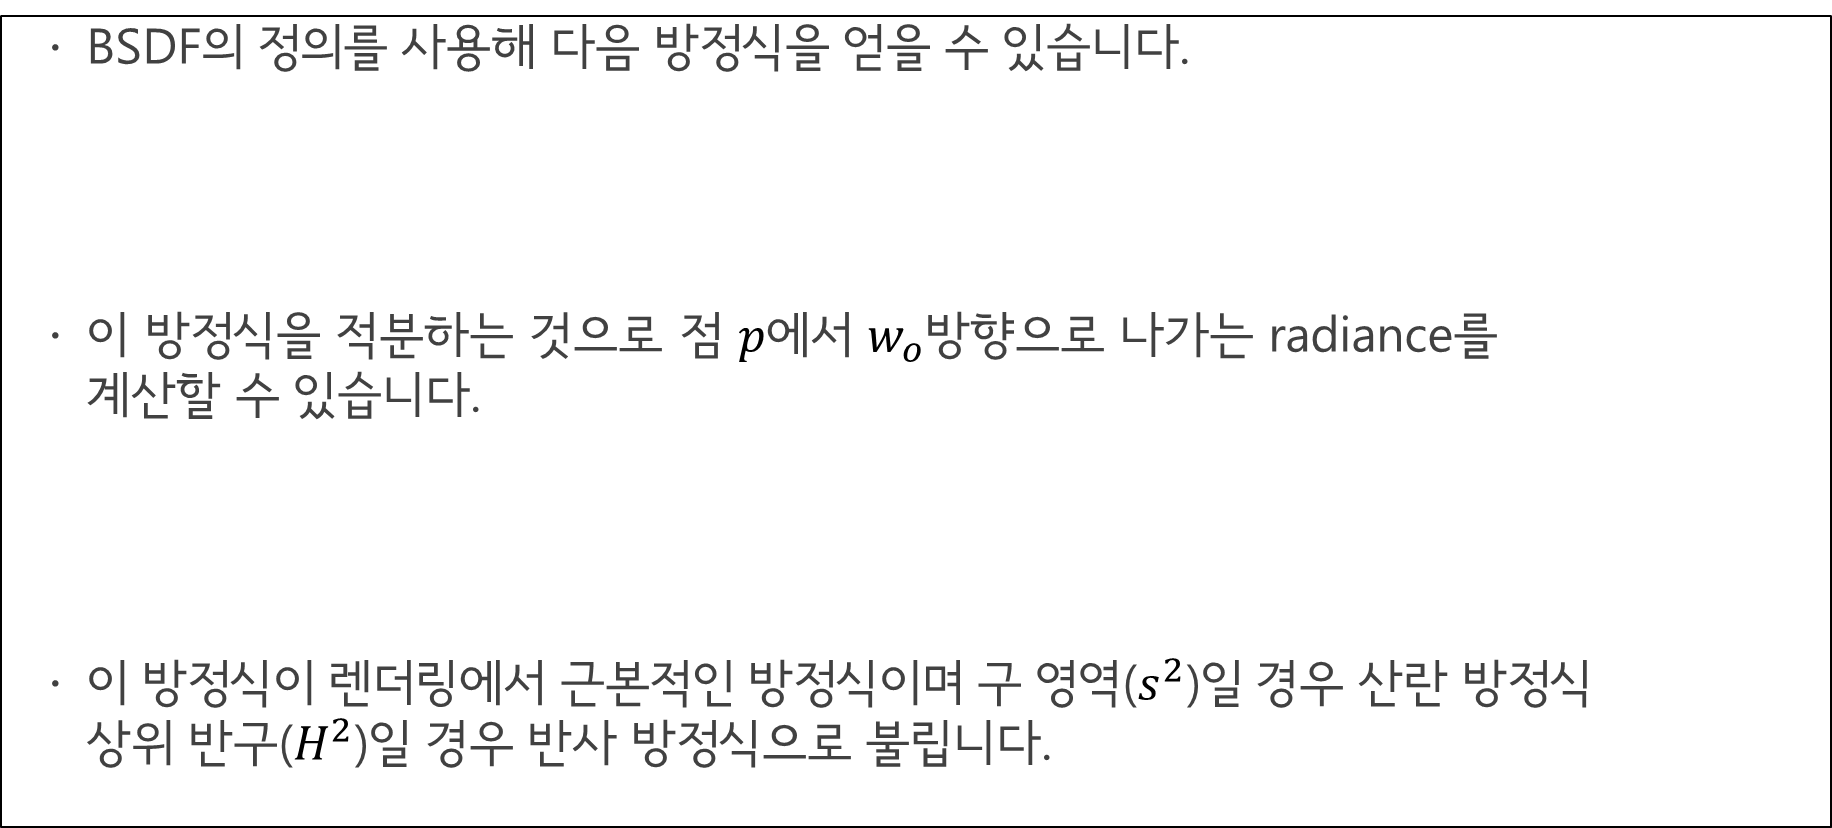 · BSDF의 정의를 사용해 다음 방정식을 얻을 수 있습니다.
· 이 방정식을 적분하는 것으로 점 𝑝에서 𝑤ₒ방향으로 나가는 radiance를
계산할 수 있습니다.
· 이 방정식이 렌더링에서 근본적인 방정식이며 구 영역(𝑠²)일 경우 산란 방정식
상위 반구(𝐻²)일 경우 반사 방정식으로 불립니다.